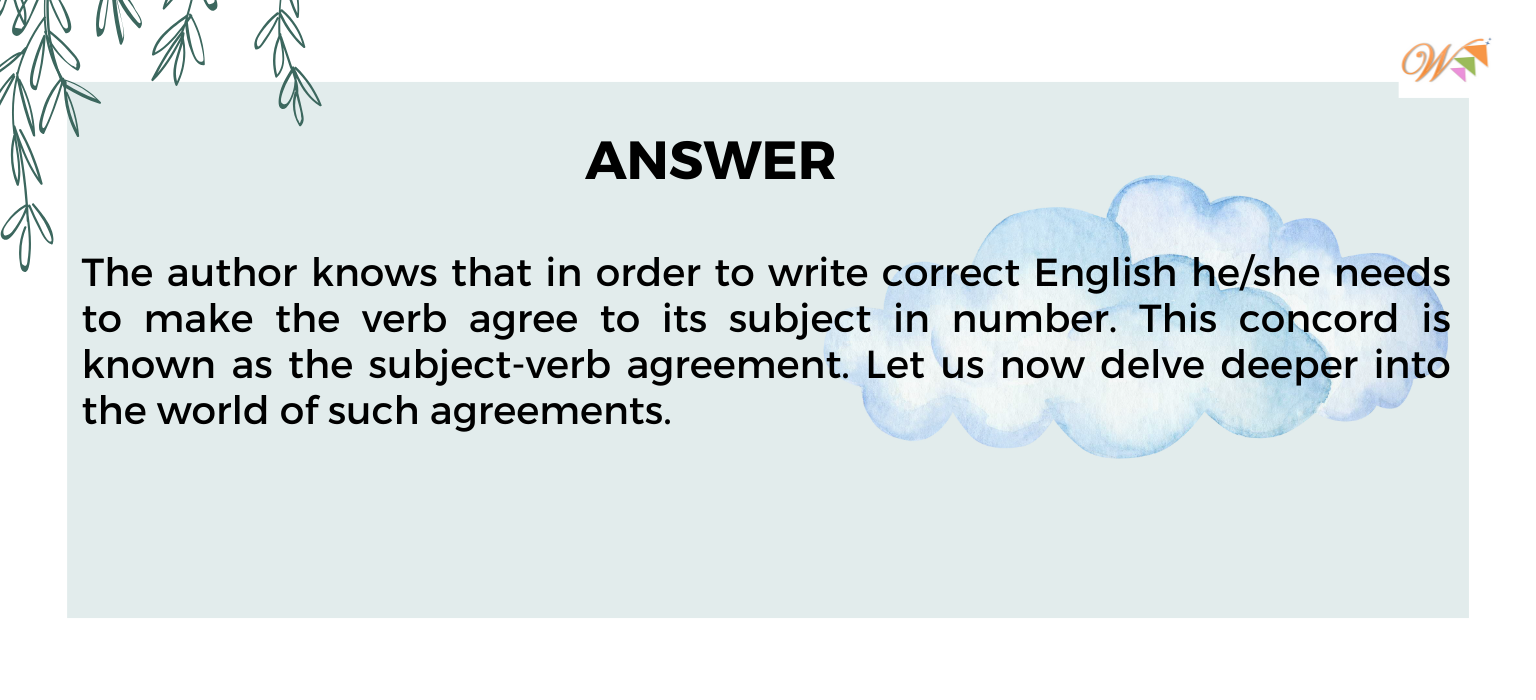 W
ANSWER
The author knows that in order to write correct English he/she needs
to make the verb agree to its subject in number. This concord is
known as the subject-verb agreement. Let us now delve deeper into
the world of such agreements.